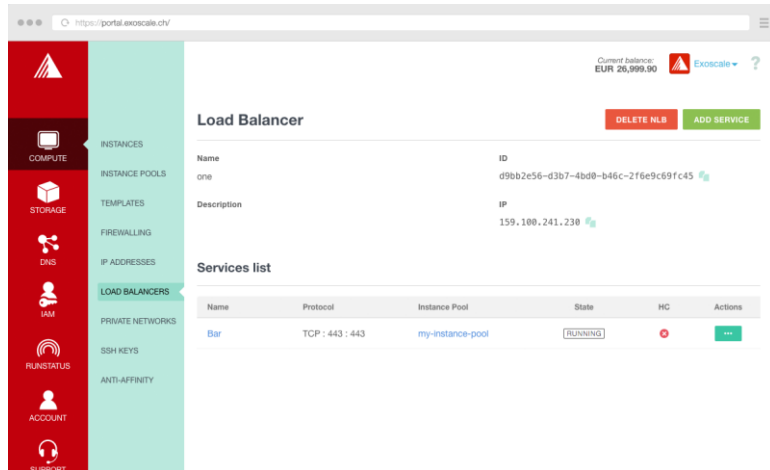 https://portal.exoscale.ch/
Current balance:
EUR 26,999.90
Exoscale
?
COMPUTE
STORAGE
DNS
IAM
RUNSTATUS
ACCOUNT
SUPPORT
INSTANCES
INSTANCE POOLS
TEMPLATES
FIREWALLING
IP ADDRESSES
LOAD BALANCERS
PRIVATE NETWORKS
SSH KEYS
ANTI-AFFINITY
Load Balancer
DELETE NLB ADD SERVICE
Name ID
one d9bb2e56-d3b7-4bd0-b46c-2f6e9c69fc45
Description IP
159.100.241.230
Services list
Name Protocol Instance Pool State HC Actions
Bar TCP : 443 : 443 my-instance-pool RUNNING